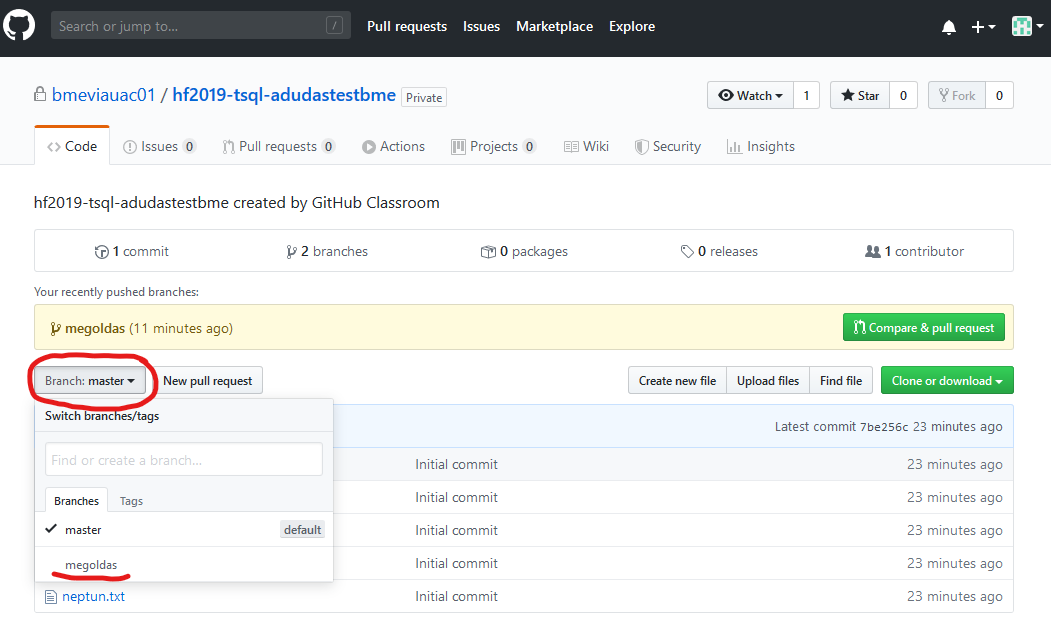 Search or jump to... /
Pull requests Issues Marketplace Explore
bmeviauac01 / hf2019-tsql-adudastestbme Private
Watch 1 Star 0 Fork 0
Code Issues 0 Pull requests 0 Actions Projects 0 Wiki Security Insights
hf2019-tsql-adudastestbme created by GitHub Classroom
1 commit 2 branches 0 packages 0 releases 1 contributor
Your recently pushed branches:
megoldas (11 minutes ago) Compare & pull request
Branch: master New pull request Create new file Upload files Find file Clone or download
Switch branches/tags
Latest commit 7be256c 23 minutes ago
Find or create a branch...
Initial commit 23 minutes ago
Branches Tags
Initial commit 23 minutes ago
master default
Initial commit 23 minutes ago
megoldas
Initial commit 23 minutes ago
neptun.txt Initial commit 23 minutes ago